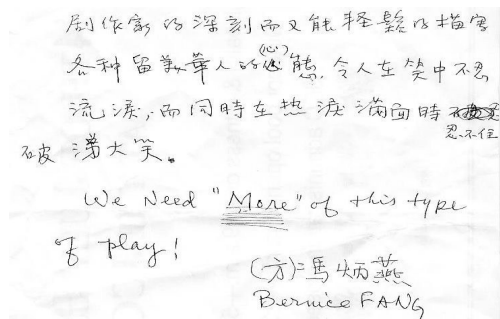 劇作家的深刻而又能輕鬆的描寫
各种留美華人的(心)態,令人在笑中不忍
流淚,而同時在热淚滿面時忍不住
破涕大笑。
We Need "More" of this type
of play!
(方)馬炳燕
Bernice FANG